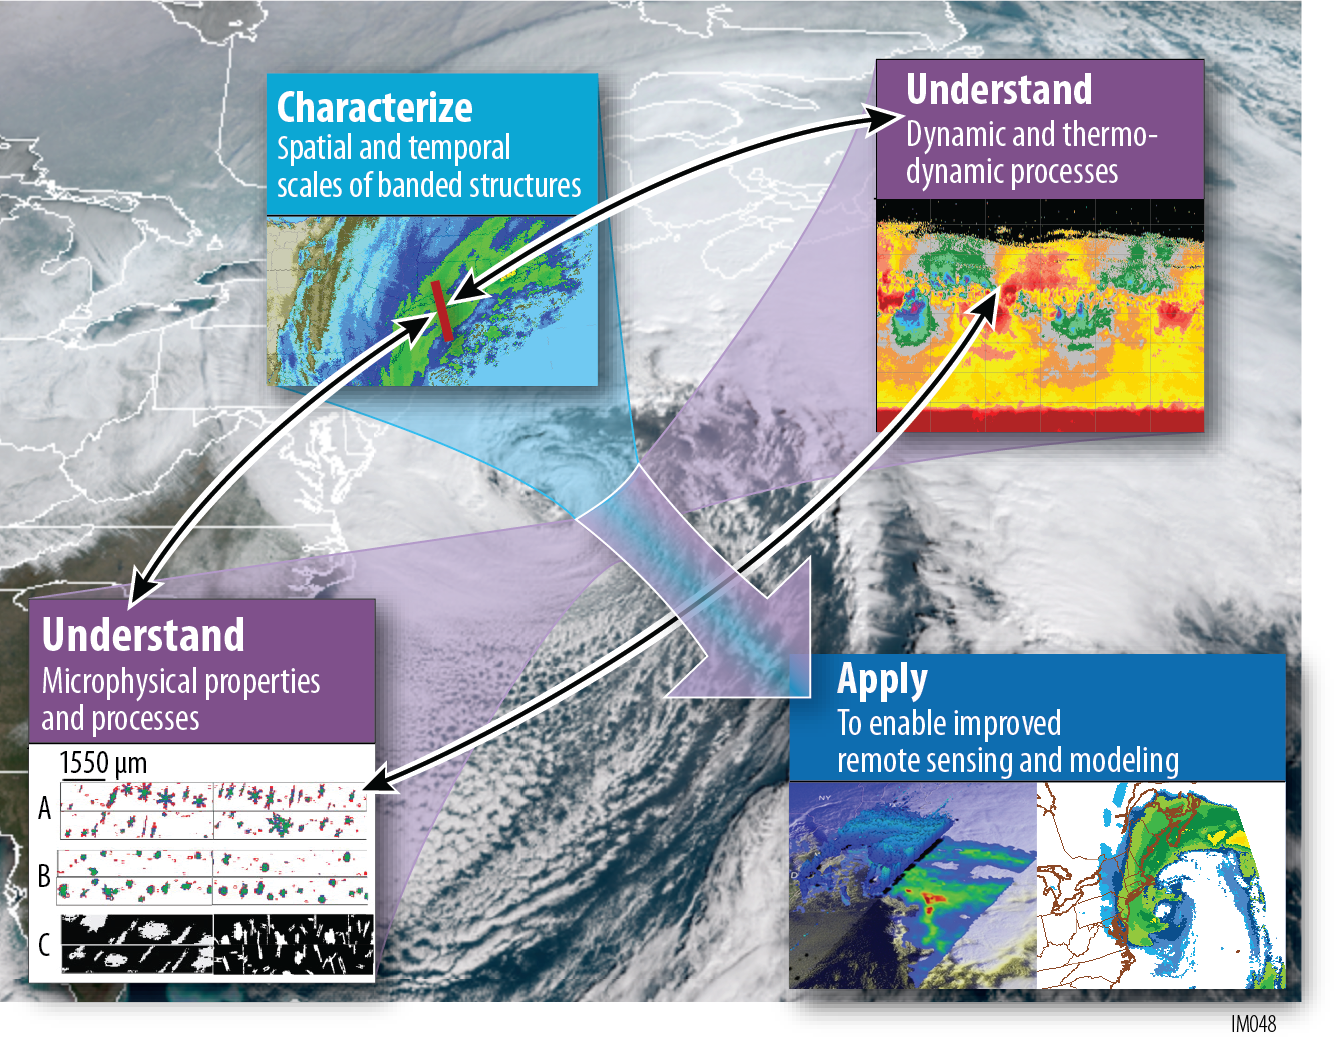 Characterize
Spatial and temporal
scales of banded structures
Understand
Dynamic and thermo-
dynamic processes
Understand
Microphysical properties
and processes
1550 µm
A
B
C
Apply
To enable improved
remote sensing and modeling
NY
D
IM048